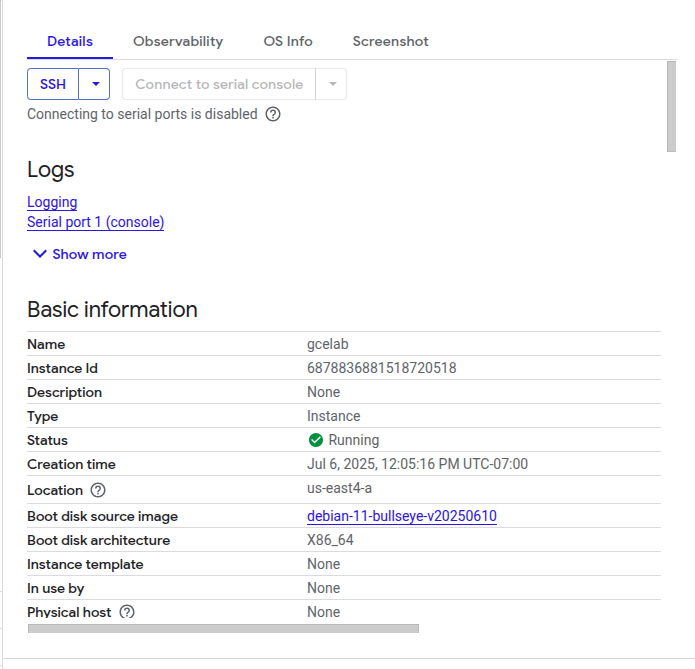 Details Observability OS Info Screenshot
SSH Connect to serial console
Connecting to serial ports is disabled
Logs
Logging
Serial port 1 (console)
Show more
Basic information
Name gcelab
Instance Id 6878836881518720518
Description None
Type Instance
Status Running
Creation time Jul 6, 2025, 12:05:16 PM UTC-07:00
Location us-east4-a
Boot disk source image debian-11-bullseye-v20250610
Boot disk architecture X86_64
Instance template None
In use by None
Physical host None